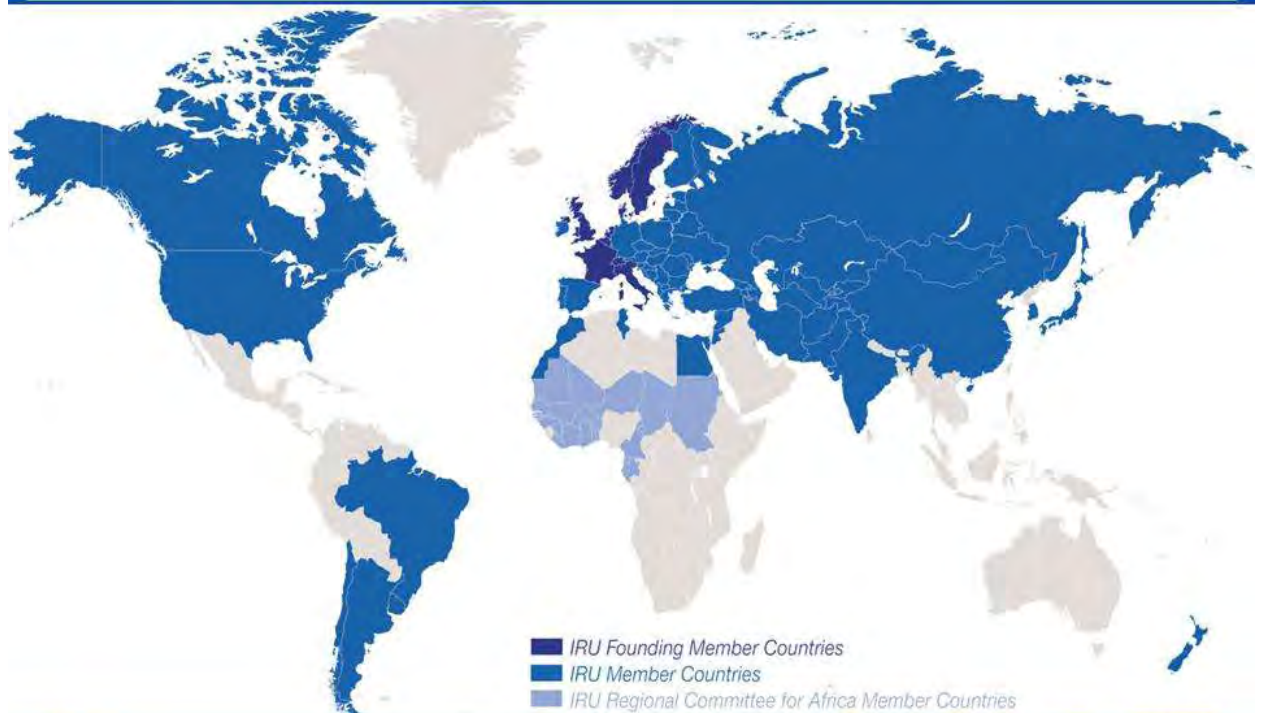 IRU Founding Member Countries
IRU Member Countries
IRU Regional Committee for Africa Member Countries